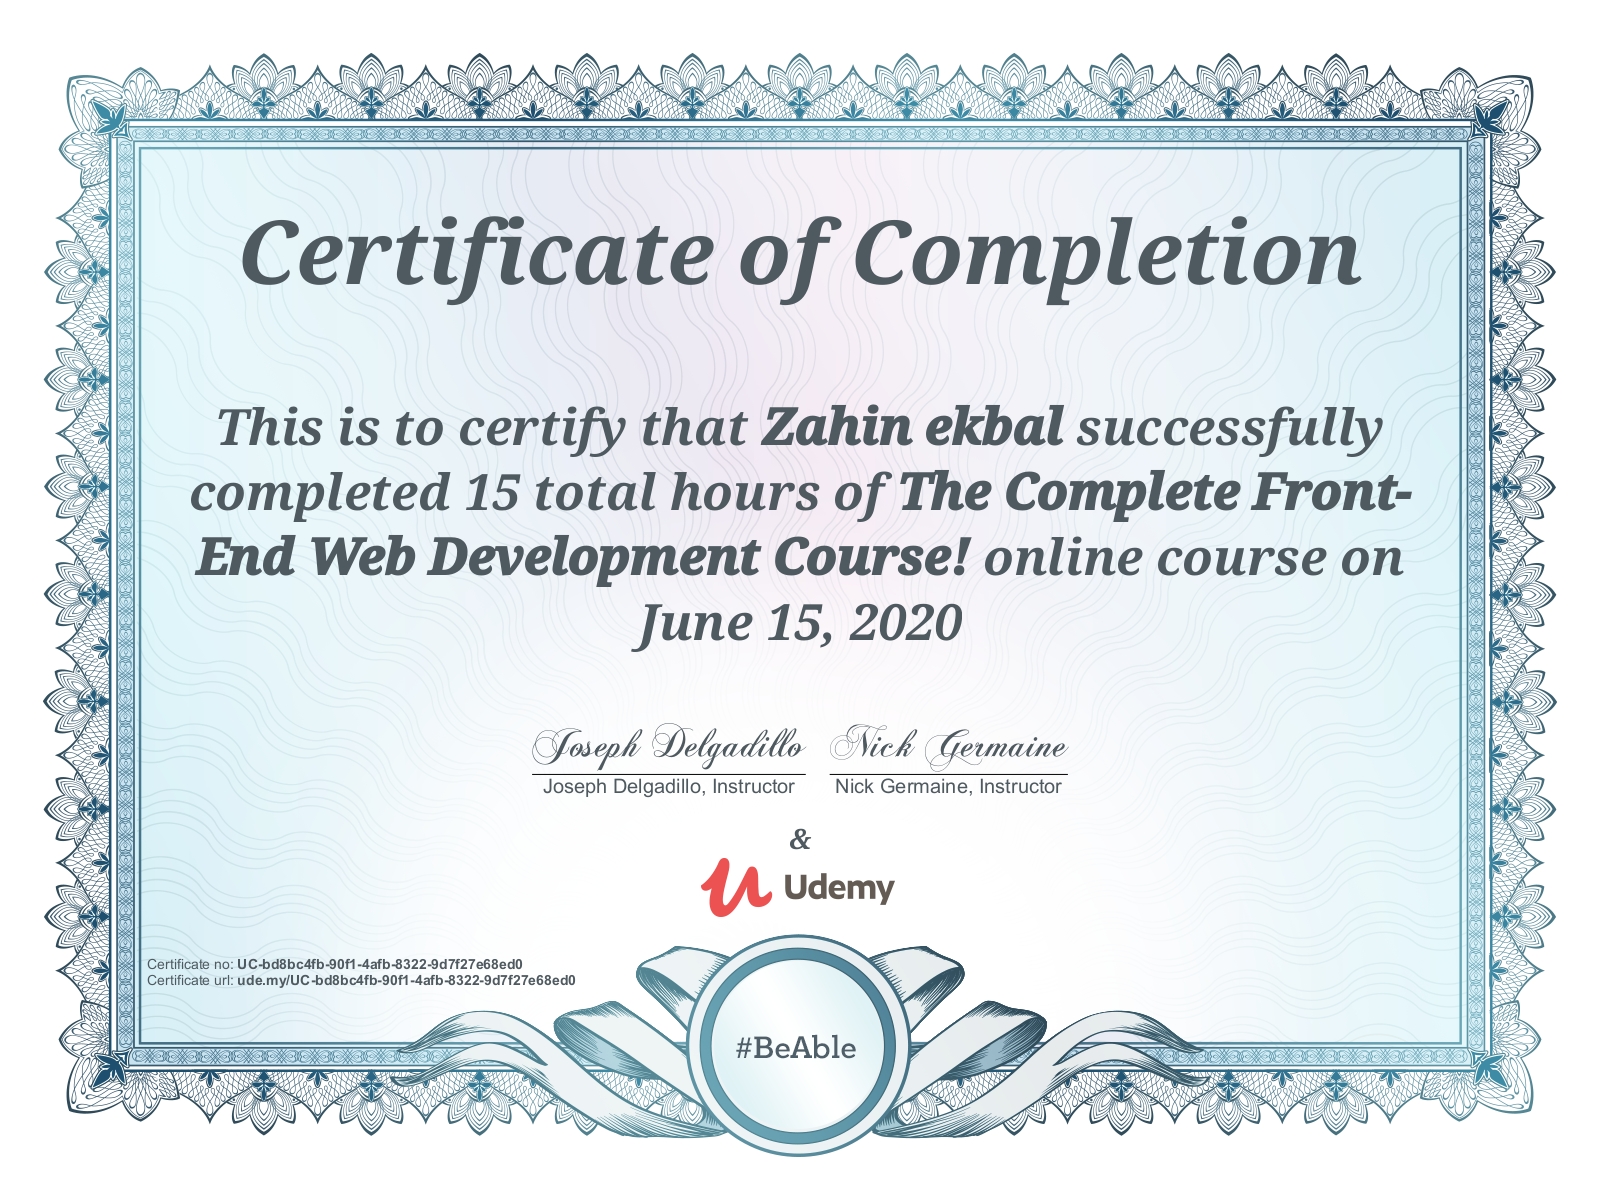 Certificate of Completion
This is to certify that Zahin ekbal successfully
completed 15 total hours of The Complete Front-
End Web Development Course! online course on
June 15, 2020
Joseph Delgadillo Nick Germaine
Joseph Delgadillo, Instructor Nick Germaine, Instructor
&
Udemy
Certificate no: UC-bd8bc4fb-90f1-4afb-8322-9d7f27e68ed0
Certificate url: ude.my/UC-bd8bc4fb-90f1-4afb-8322-9d7f27e68ed0
#BeAble